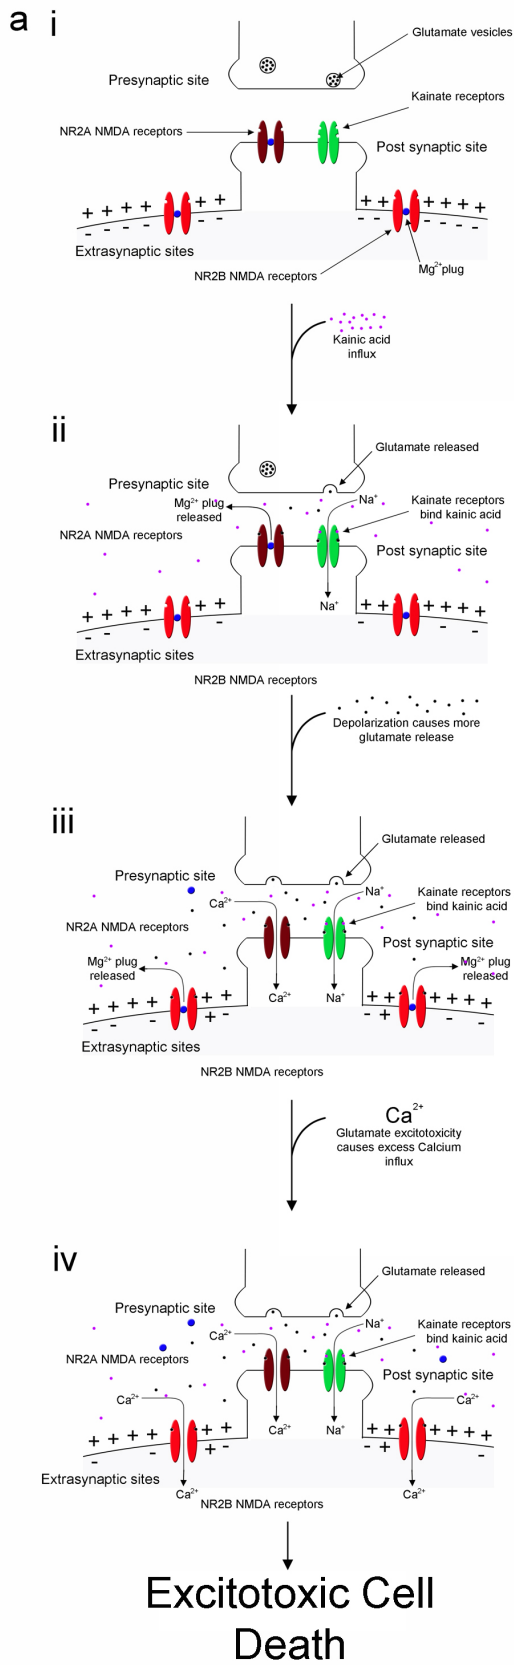 a i
Glutamate vesicles
Presynaptic site
Kainate receptors
NR2A NMDA receptors
Post synaptic site
+ + + + + +
+ + + + + + +
- - - - -
- - - - - -
Extrasynaptic sites
NR2B NMDA receptors
Mg2+plug
Kainic acid
influx
ii
Glutamate released
Presynaptic site
Mg2+ plug
released
Na+
Kainate receptors
bind kainic acid
NR2A NMDA receptors
Post synaptic site
Na+
Extrasynaptic sites
NR2B NMDA receptors
Depolarization causes more
glutamate release
iii
Glutamate released
Presynaptic site
Ca2+
Na+
Kainate receptors
bind kainic acid
NR2A NMDA receptors
Post synaptic site
Mg2+ plug
released
Mg2+ plug
released
Ca2+
Na+
Extrasynaptic sites
NR2B NMDA receptors
Ca2+
Glutamate excitotoxicity
causes excess Calcium
influx
iv
Glutamate released
Presynaptic site
Ca2+
Na+
Kainate receptors
bind kainic acid
NR2A NMDA receptors
Post synaptic site
Ca2+
Ca2+
Ca2+
Na+
Extrasynaptic sites
Ca2+
NR2B NMDA receptors
Ca2+
Excitotoxic Cell
Death